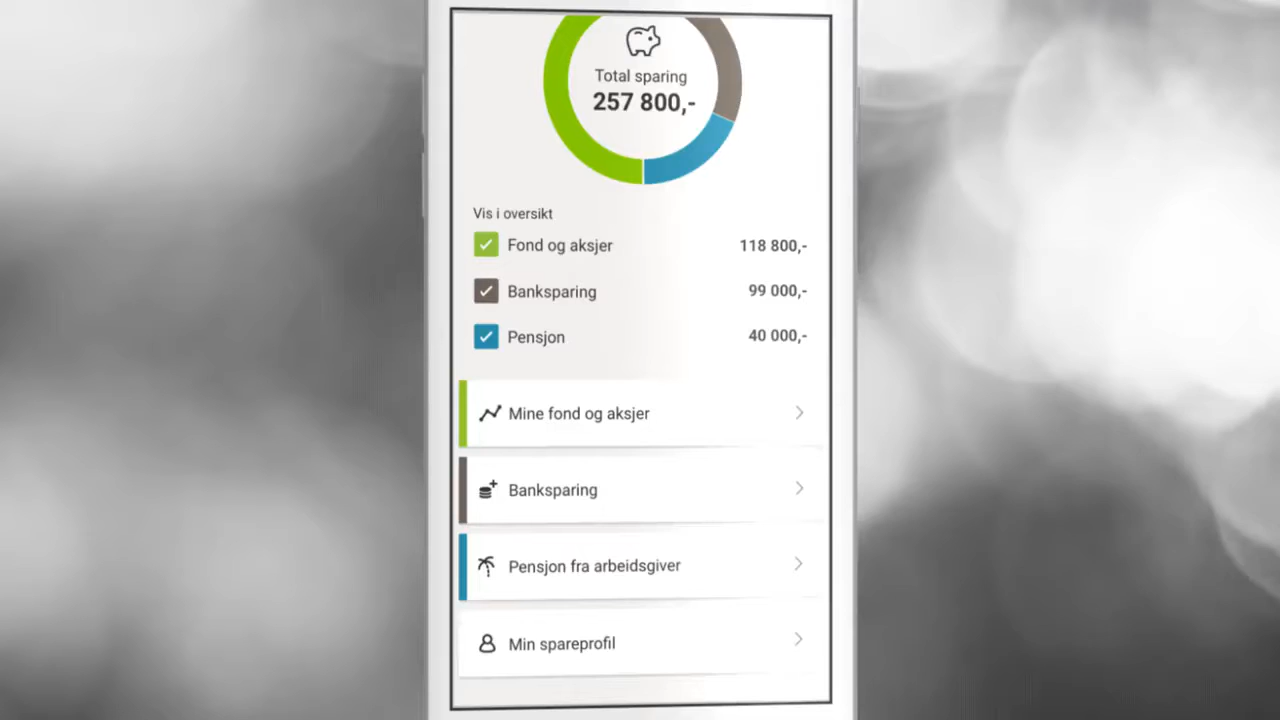 Total sparing
257 800,-
Vis i oversikt
Fond og aksjer 118 800,-
Banksparing 99 000,-
Pensjon 40 000,-
Mine fond og aksjer
Banksparing
Pensjon fra arbeidsgiver
Min spareprofil